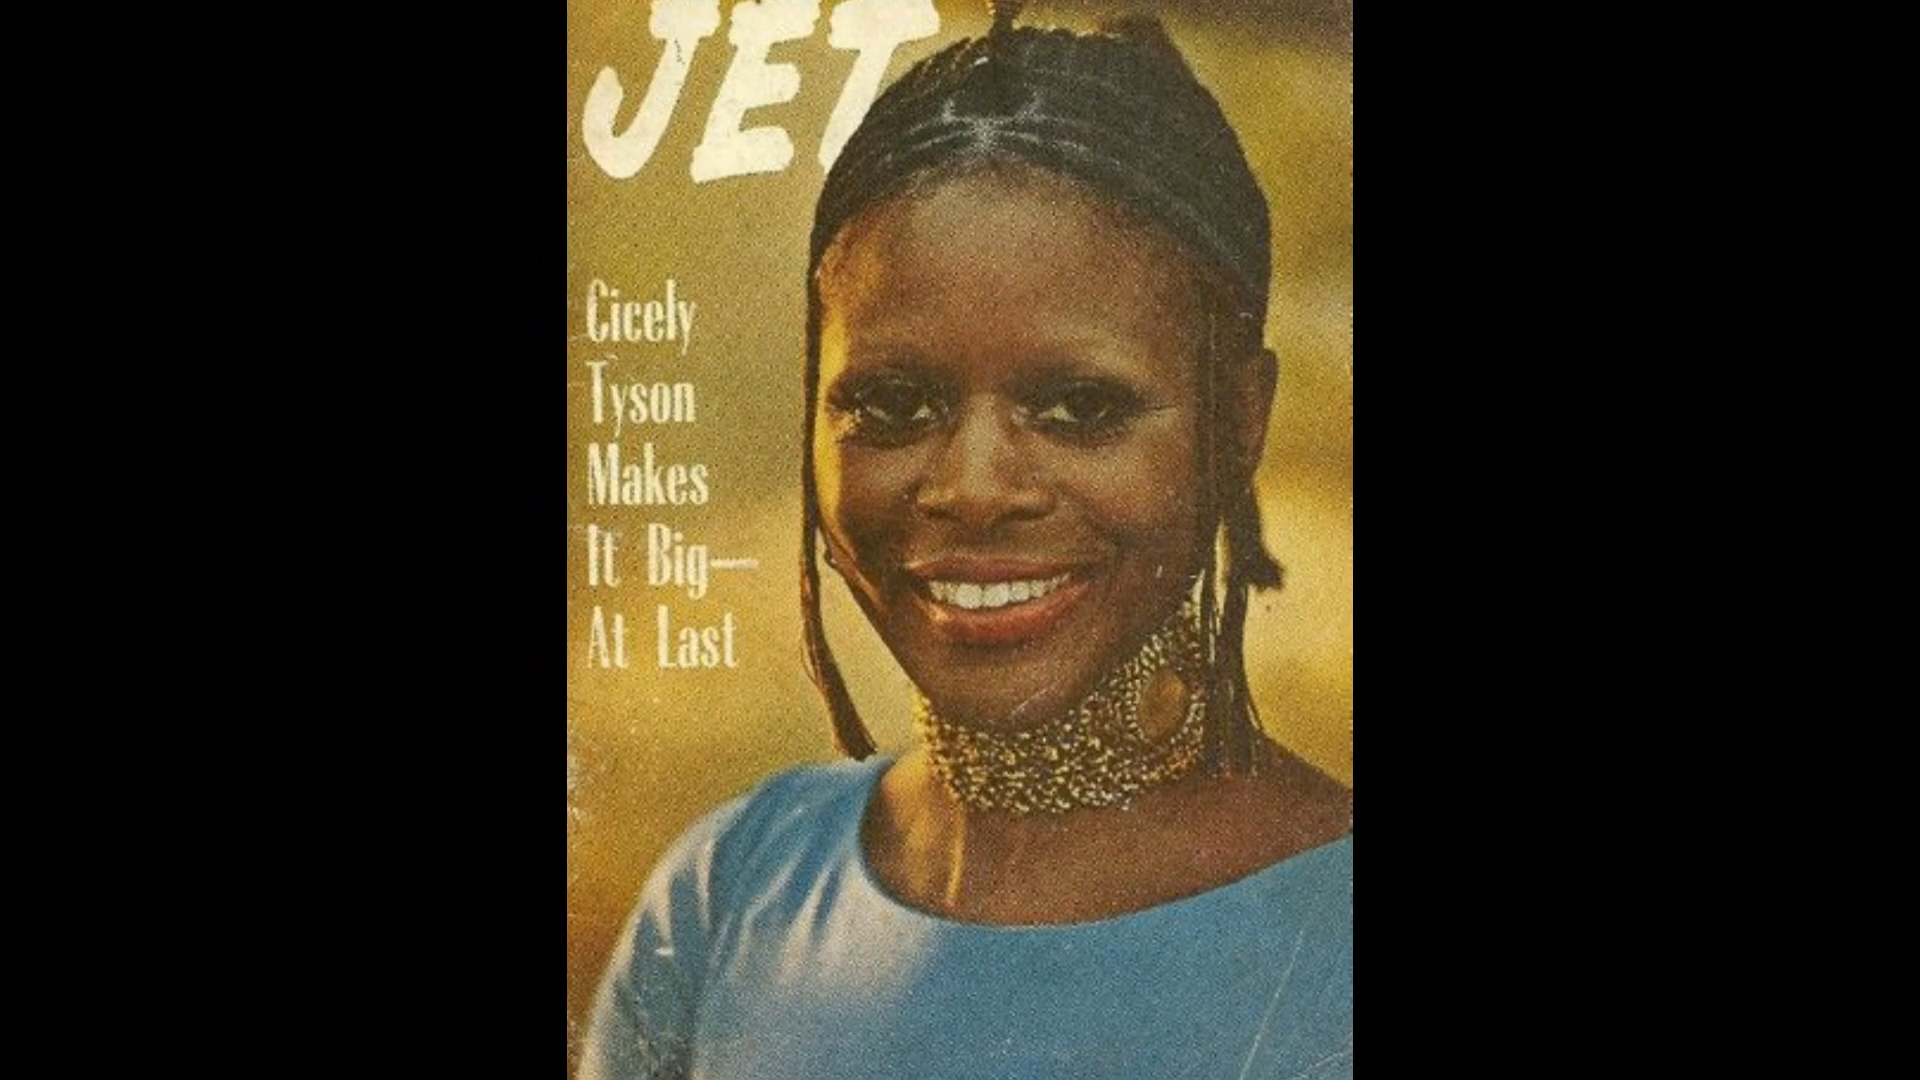 JET
Cicely
Tyson
Makes
It Big—
At Last